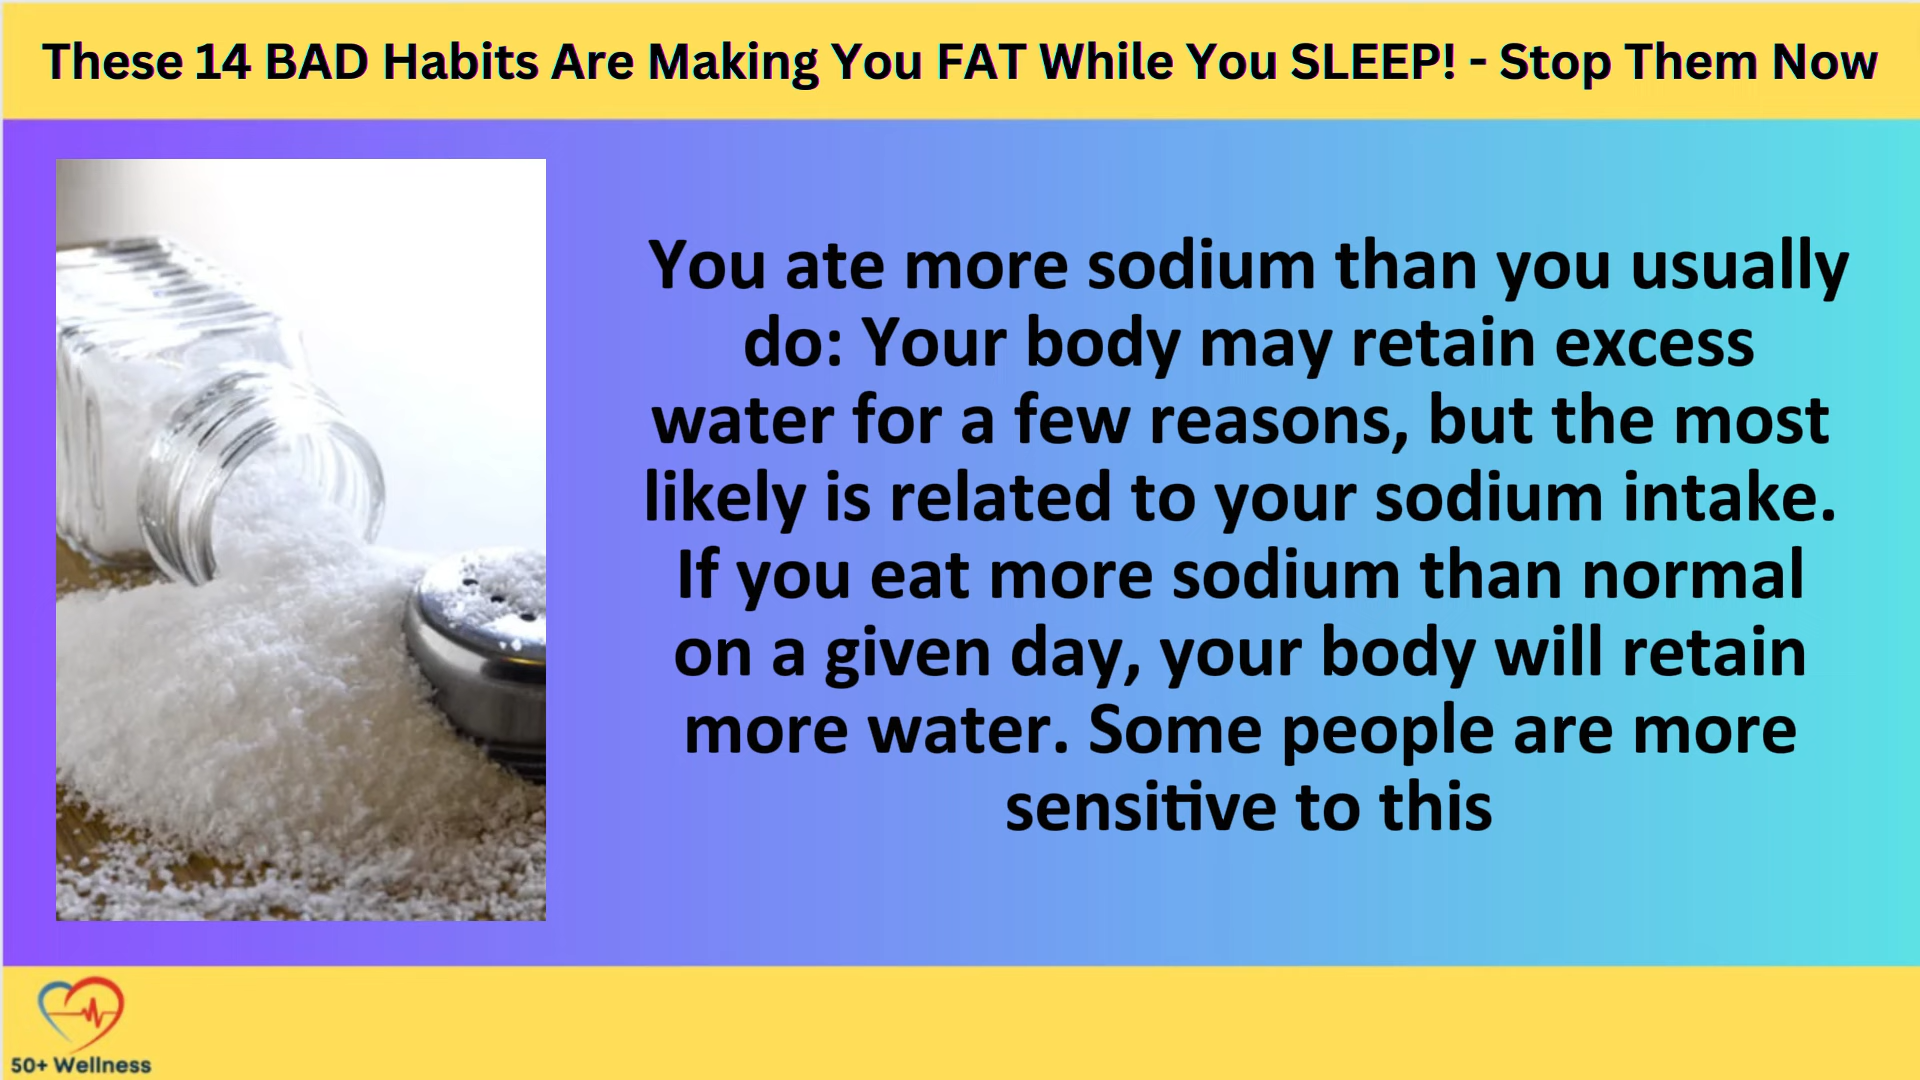 These 14 BAD Habits Are Making You FAT While You SLEEP! - Stop Them Now
You ate more sodium than you usually
do: Your body may retain excess
water for a few reasons, but the most
likely is related to your sodium intake.
If you eat more sodium than normal
on a given day, your body will retain
more water. Some people are more
sensitive to this
50+ Wellness